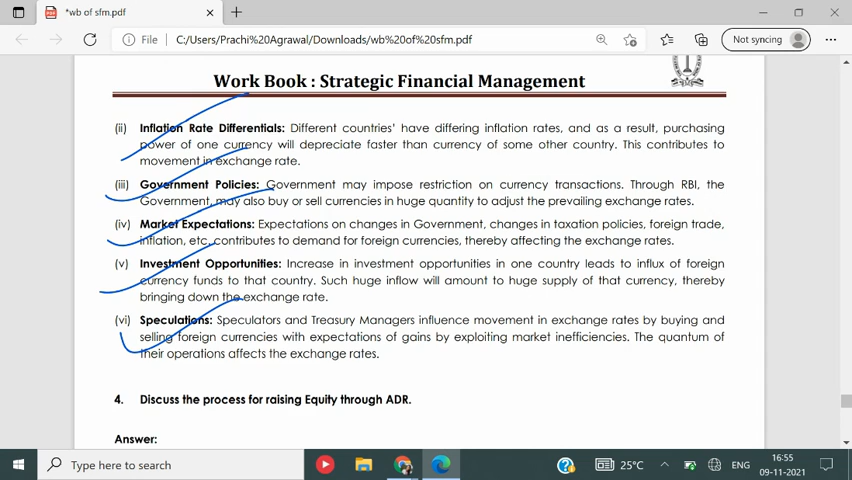 *wb of sfm.pdf
File C:/Users/Prachi%20Agrawal/Downloads/wb%20of%20sfm.pdf Not syncing
Work Book : Strategic Financial Management
(ii) Inflation Rate Differentials: Different countries' have differing inflation rates, and as a result, purchasing
power of one currency will depreciate faster than currency of some other country. This contributes to
movement in exchange rate.
(iii) Government Policies: Government may impose restriction on currency transactions. Through RBI, the
Government, may also buy or sell currencies in huge quantity to adjust the prevailing exchange rates.
(iv) Market Expectations: Expectations on changes in Government, changes in taxation policies, foreign trade,
inflation, etc. contributes to demand for foreign currencies, thereby affecting the exchange rates.
(v) Investment Opportunities: Increase in investment opportunities in one country leads to influx of foreign
currency funds to that country. Such huge inflow will amount to huge supply of that currency, thereby
bringing down the exchange rate.
(vi) Speculations: Speculators and Treasury Managers influence movement in exchange rates by buying and
selling foreign currencies with expectations of gains by exploiting market inefficiencies. The quantum of
their operations affects the exchange rates.
4. Discuss the process for raising Equity through ADR.
Answer:
Type here to search 25°C ENG 16:55
09-11-2021